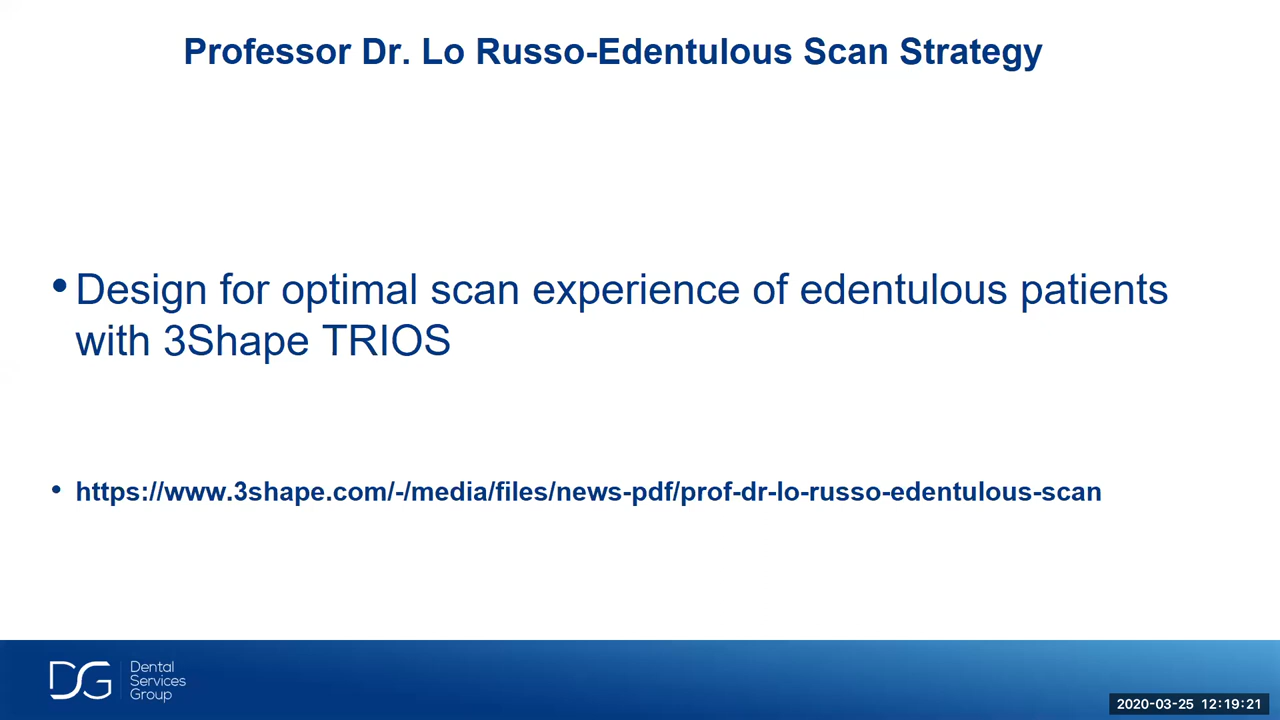 Professor Dr. Lo Russo-Edentulous Scan Strategy
• Design for optimal scan experience of edentulous patients
with 3Shape TRIOS
• https://www.3shape.com/-/media/files/news-pdf/prof-dr-lo-russo-edentulous-scan
DSG
Dental
Services
Group
2020-03-25 12:19:21